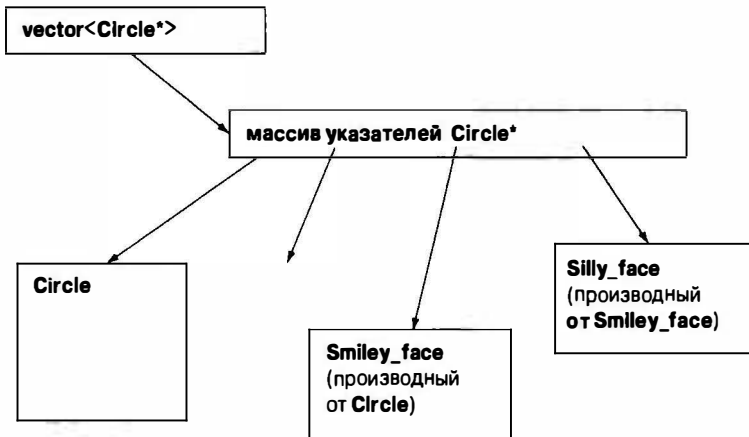 vector<Circle*>
массив указателей Circle*
Circle
Silly_face
(производный
от Smiley_face)
Smiley_face
(производный
от Circle)